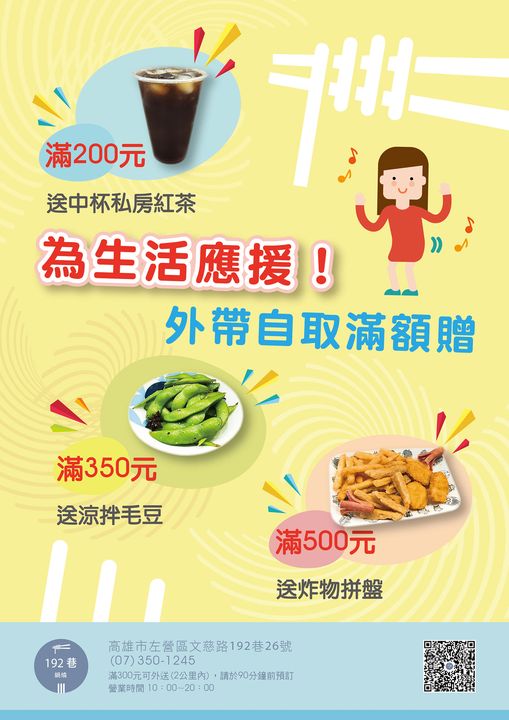 滿200元
送中杯私房紅茶
為生活應援！
外帶自取滿額贈
滿350元
送涼拌毛豆
滿500元
送炸物拼盤
192巷
鍋燒
高雄市左營區文慈路192巷26號
(07) 350-1245
滿300元可外送(2公里內)，請於90分鐘前預訂
營業時間 10：00--20：00